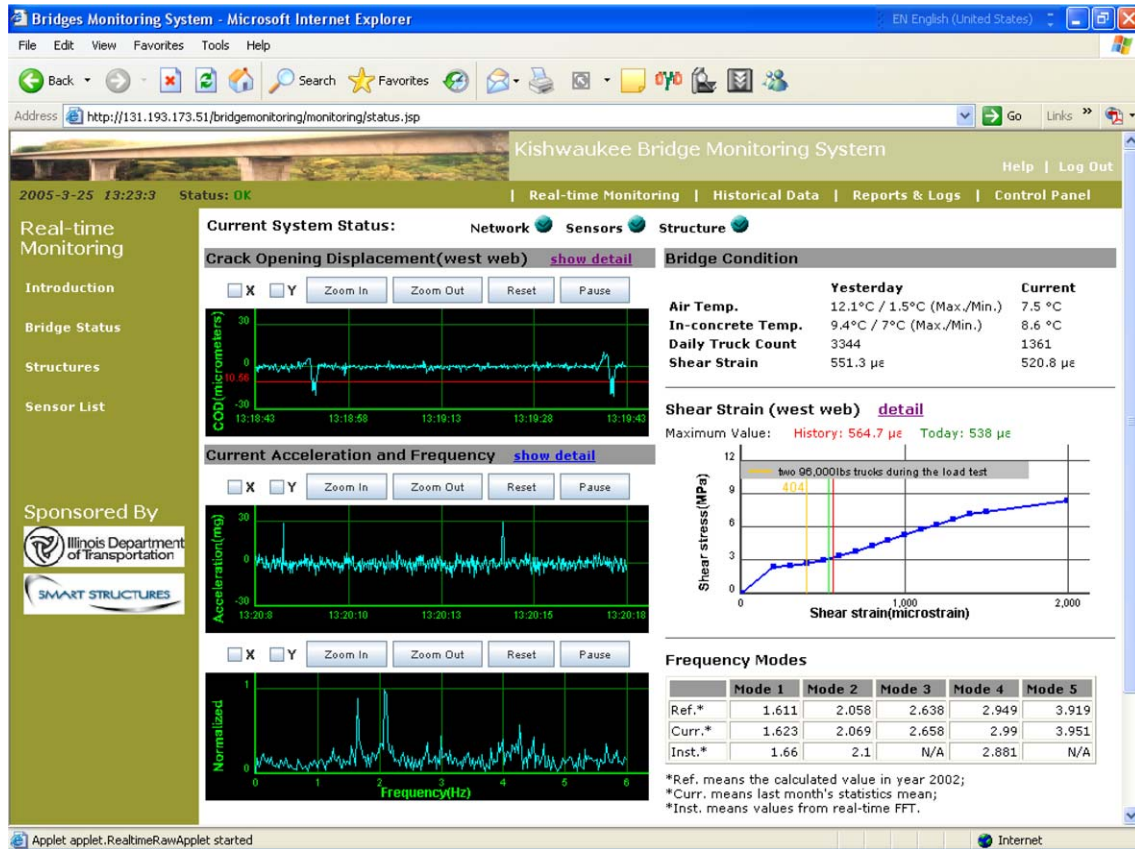 Bridges Monitoring System - Microsoft Internet Explorer
EN English (United States)
File Edit View Favorites Tools Help
Back Search Favorites
Address http://131.193.173.51/bridgemonitoring/monitoring/status.jsp Go Links »
Kishwaukee Bridge Monitoring System
Help | Log Out
2005-3-25 13:23:3 Status: OK | Real-time Monitoring | Historical Data | Reports & Logs | Control Panel
Real-time
Monitoring
Introduction
Bridge Status
Structures
Sensor List
Sponsored By
Illinois Department
of Transportation
SMART STRUCTURES
Current System Status: Network Sensors Structure
Crack Opening Displacement(west web) show detail
X Y Zoom In Zoom Out Reset Pause
COD(micrometers)
30
0
10.56
-30
13:18:43 13:18:58 13:19:13 13:19:28 13:19:43
Current Acceleration and Frequency show detail
X Y Zoom In Zoom Out Reset Pause
Acceleration(mg)
30
0
-30
13:20:8 13:20:10 13:20:13 13:20:15 13:20:18
X Y Zoom In Zoom Out Reset Pause
Normalized
1
0
0 1 2 3 4 5 6
Frequency(Hz)
Bridge Condition
Yesterday Current
Air Temp. 12.1°C / 1.5°C (Max./Min.) 7.5 °C
In-concrete Temp. 9.4°C / 7°C (Max./Min.) 8.6 °C
Daily Truck Count 3344 1361
Shear Strain 551.3 με 520.8 με
Shear Strain (west web) detail
Maximum Value: History: 564.7 με Today: 538 με
two 96,000lbs trucks during the load test
404
Shear stress(MPa)
12
9
6
3
0
0 1,000 2,000
Shear strain(microstrain)
Frequency Modes
Mode 1 Mode 2 Mode 3 Mode 4 Mode 5
Ref.* 1.611 2.058 2.638 2.949 3.919
Curr.* 1.623 2.069 2.658 2.99 3.951
Inst.* 1.66 2.1 N/A 2.881 N/A
*Ref. means the calculated value in year 2002;
*Curr. means last month's statistics mean;
*Inst. means values from real-time FFT.
Applet applet.RealtimeRawApplet started Internet